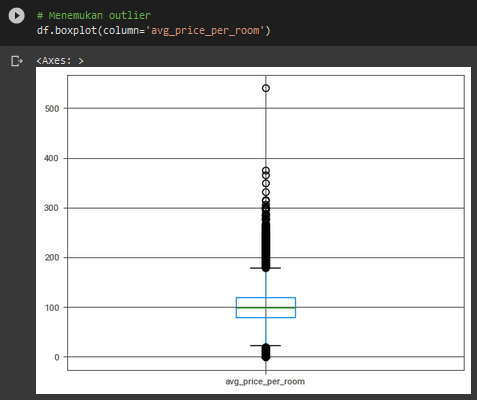 # Menemukan outlier
df.boxplot(column='avg_price_per_room')
<Axes: >
500
400
300
200
100
0
avg_price_per_room